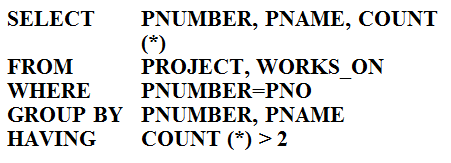 SELECT PNUMBER, PNAME, COUNT
(*)
FROM PROJECT, WORKS_ON
WHERE PNUMBER=PNO
GROUP BY PNUMBER, PNAME
HAVING COUNT (*) > 2